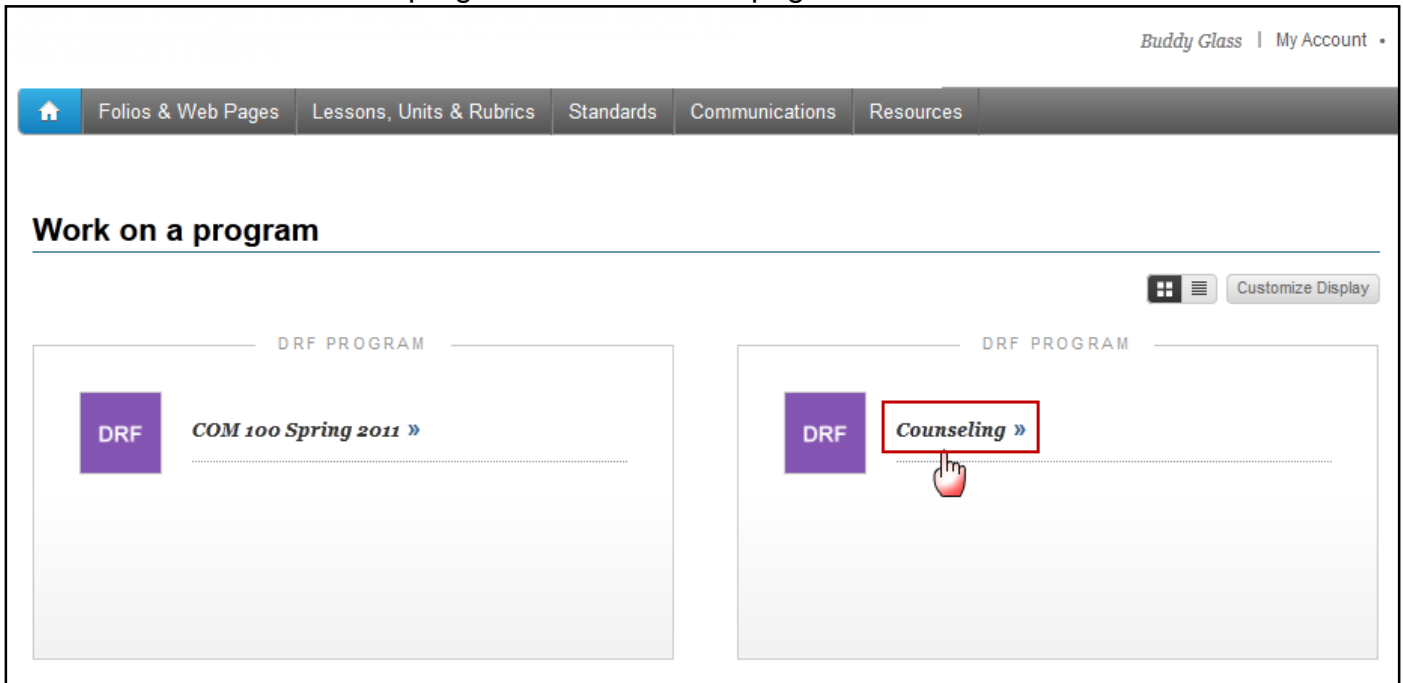 Buddy Glass | My Account
Folios & Web Pages Lessons, Units & Rubrics Standards Communications Resources
Work on a program
Customize Display
DRF PROGRAM
DRF COM 100 Spring 2011 »
DRF PROGRAM
DRF Counseling »